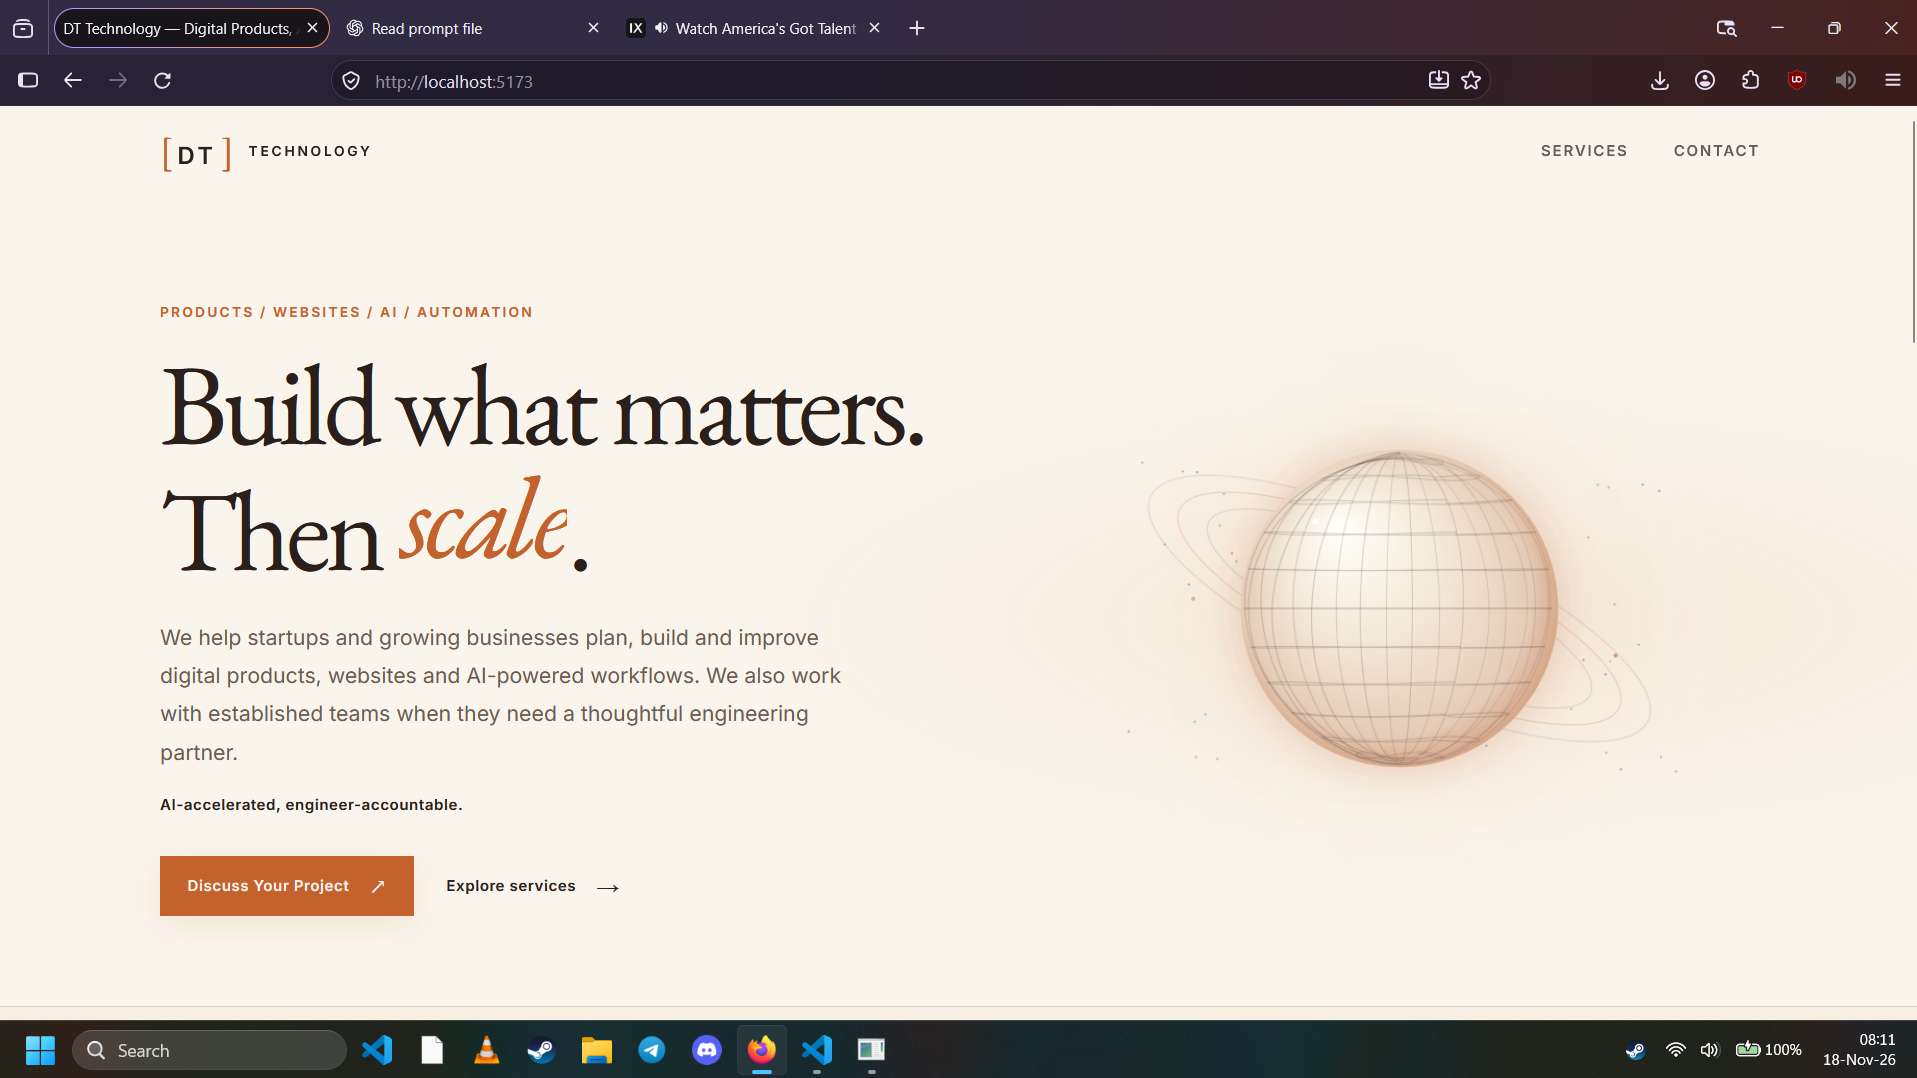 DT Technology — Digital Products,
Read prompt file
IX
Watch America's Got Talent
http://localhost:5173
[ DT ] TECHNOLOGY
SERVICES
CONTACT
PRODUCTS / WEBSITES / AI / AUTOMATION
Build what matters.
Then scale.
We help startups and growing businesses plan, build and improve
digital products, websites and AI-powered workflows. We also work
with established teams when they need a thoughtful engineering
partner.
AI-accelerated, engineer-accountable.
Discuss Your Project ↗
Explore services →
Search
100%
08:11
18-Nov-26